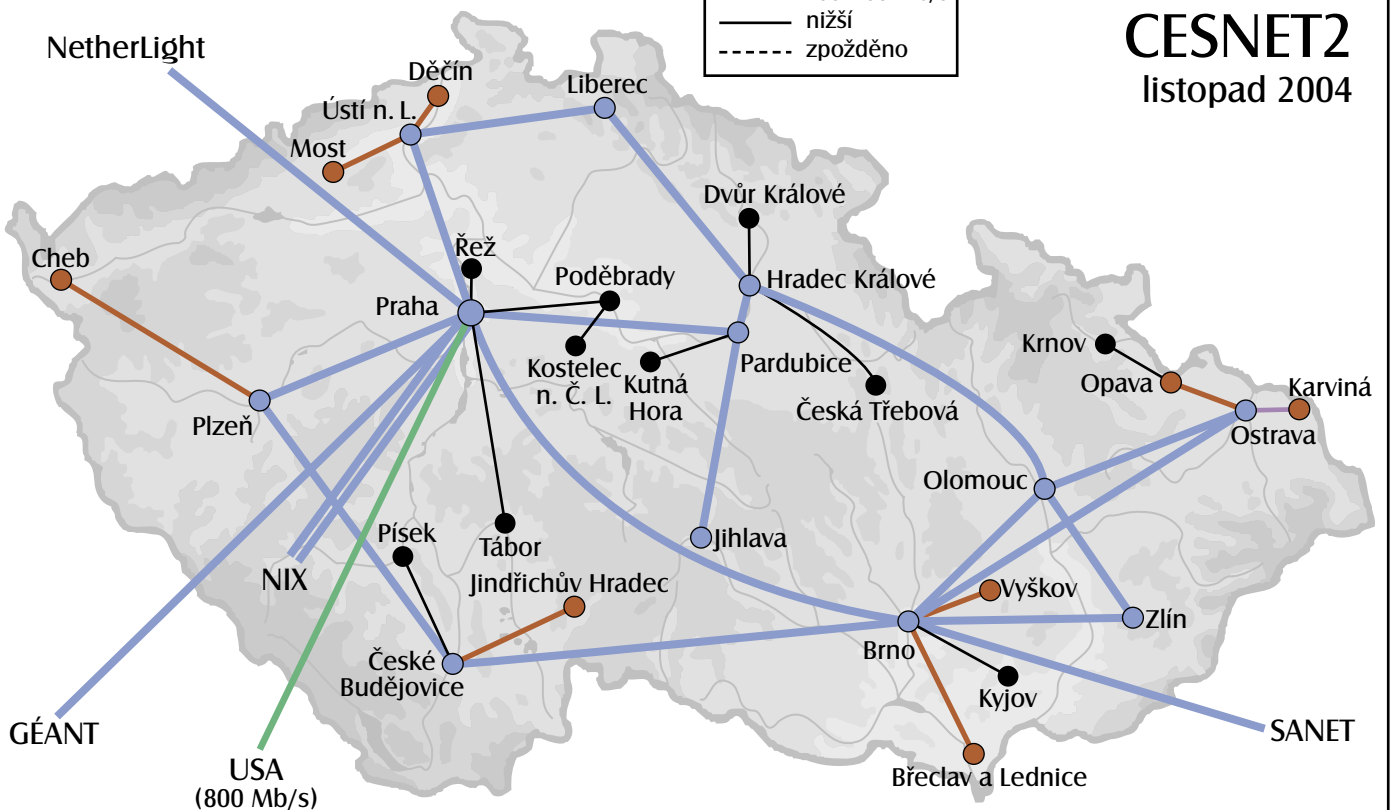 nižší
zpožděno
CESNET2
listopad 2004
NetherLight
Děčín
Liberec
Ústí n. L.
Most
Dvůr Králové
Cheb
Řež
Poděbrady
Hradec Králové
Praha
Krnov
Pardubice
Kostelec
n. Č. L.
Kutná
Hora
Opava
Karviná
Česká Třebová
Plzeň
Ostrava
Olomouc
Písek
Tábor
Jihlava
NIX
Jindřichův Hradec
Vyškov
Zlín
Brno
České
Budějovice
Kyjov
GÉANT
SANET
USA
(800 Mb/s)
Břeclav a Lednice